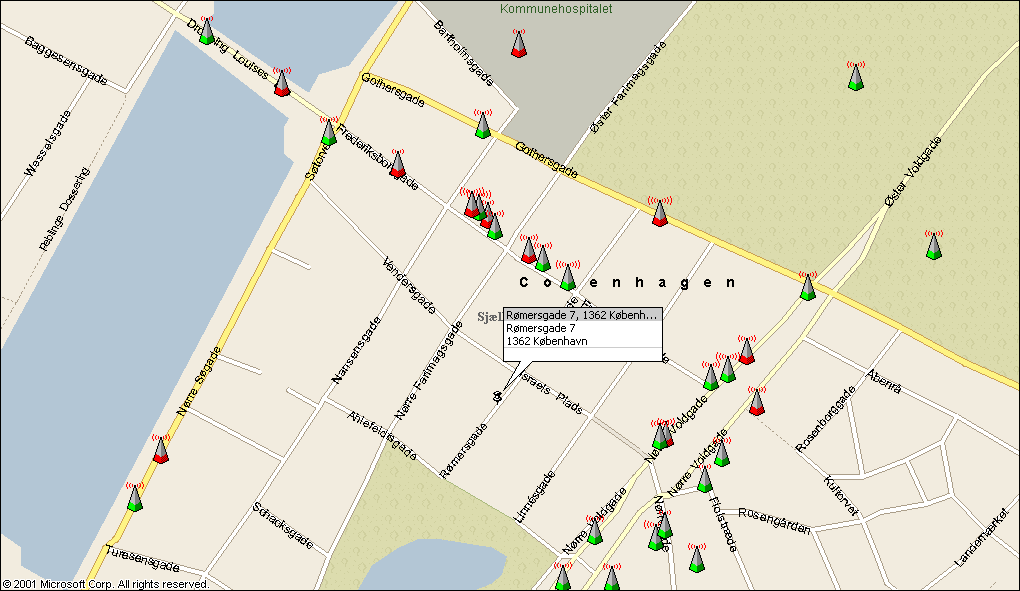 Kommunehospitalet
Dronning Louises
Bartholinsgade
Baggesensgade
Gothersgade
Øster Farimagsgade
Wesselsgade
Frederiksborggade
Søtorvet
Gothersgade
Øster Voldgade
Peblinge Dossering
Copenhagen
Vendersgade
Sjæl
Rømersgade 7, 1362 Københ...
Rømersgade 7
1362 København
Nansensgade
Nørre Farimagsgade
Israels Plads
Nørre Søgade
Åbenrå
Rosenborggade
Ahlefeldtsgade
Rømersgade
Nørre Voldgade
Nørre Voldgade
Linnésgade
Kultorvet
Schacksgade
Nørre Voldgade
Fiolstræde
Rosengården
Landemærket
Turesensgade
© 2001 Microsoft Corp. All rights reserved.